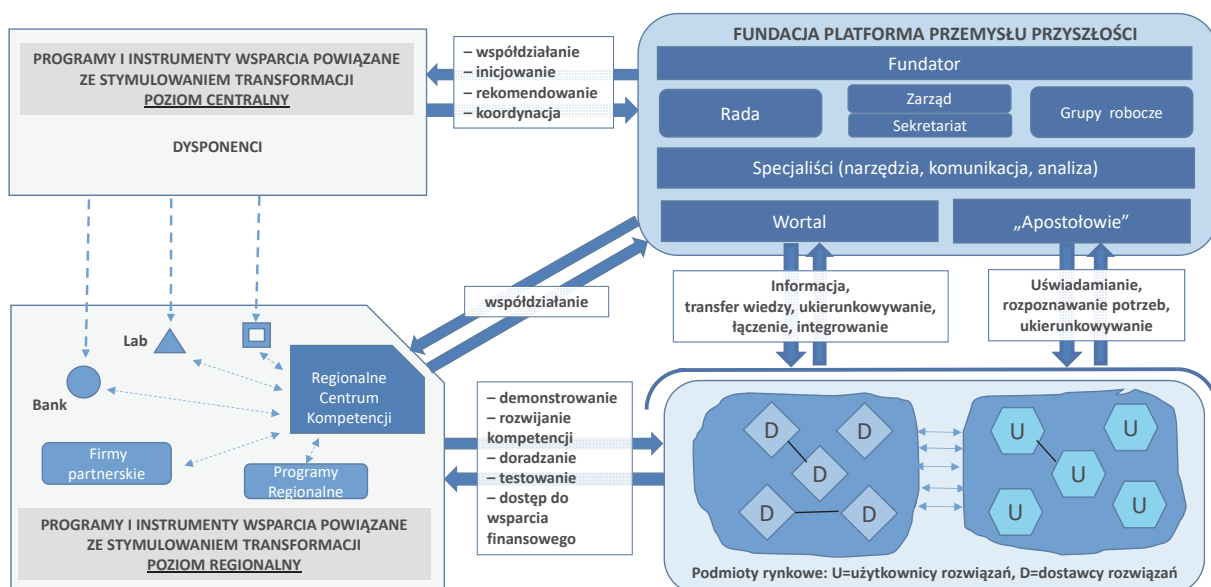 PROGRAMY I INSTRUMENTY WSPARCIA POWIĄZANE
ZE STYMULOWANIEM TRANSFORMACJI
POZIOM CENTRALNY
DYSPONENCI
– współdziałanie
– inicjowanie
– rekomendowanie
– koordynacja
FUNDACJA PLATFORMA PRZEMYSŁU PRZYSZŁOŚCI
Fundator
Rada
Zarząd
Sekretariat
Grupy robocze
Specjaliści (narzędzia, komunikacja, analiza)
Wortal
„Apostołowie”
współdziałanie
Informacja,
transfer wiedzy, ukierunkowywanie,
łączenie, integrowanie
Uświadamianie,
rozpoznawanie potrzeb,
ukierunkowywanie
Lab
Bank
Regionalne
Centrum
Kompetencji
Firmy
partnerskie
Programy
Regionalne
PROGRAMY I INSTRUMENTY WSPARCIA POWIĄZANE
ZE STYMULOWANIEM TRANSFORMACJI
POZIOM REGIONALNY
– demonstrowanie
– rozwijanie
kompetencji
– doradzanie
– testowanie
– dostęp do
wsparcia
finansowego
D
D
D
D
D
U
U
U
U
U
Podmioty rynkowe: U=użytkownicy rozwiązań, D=dostawcy rozwiązań